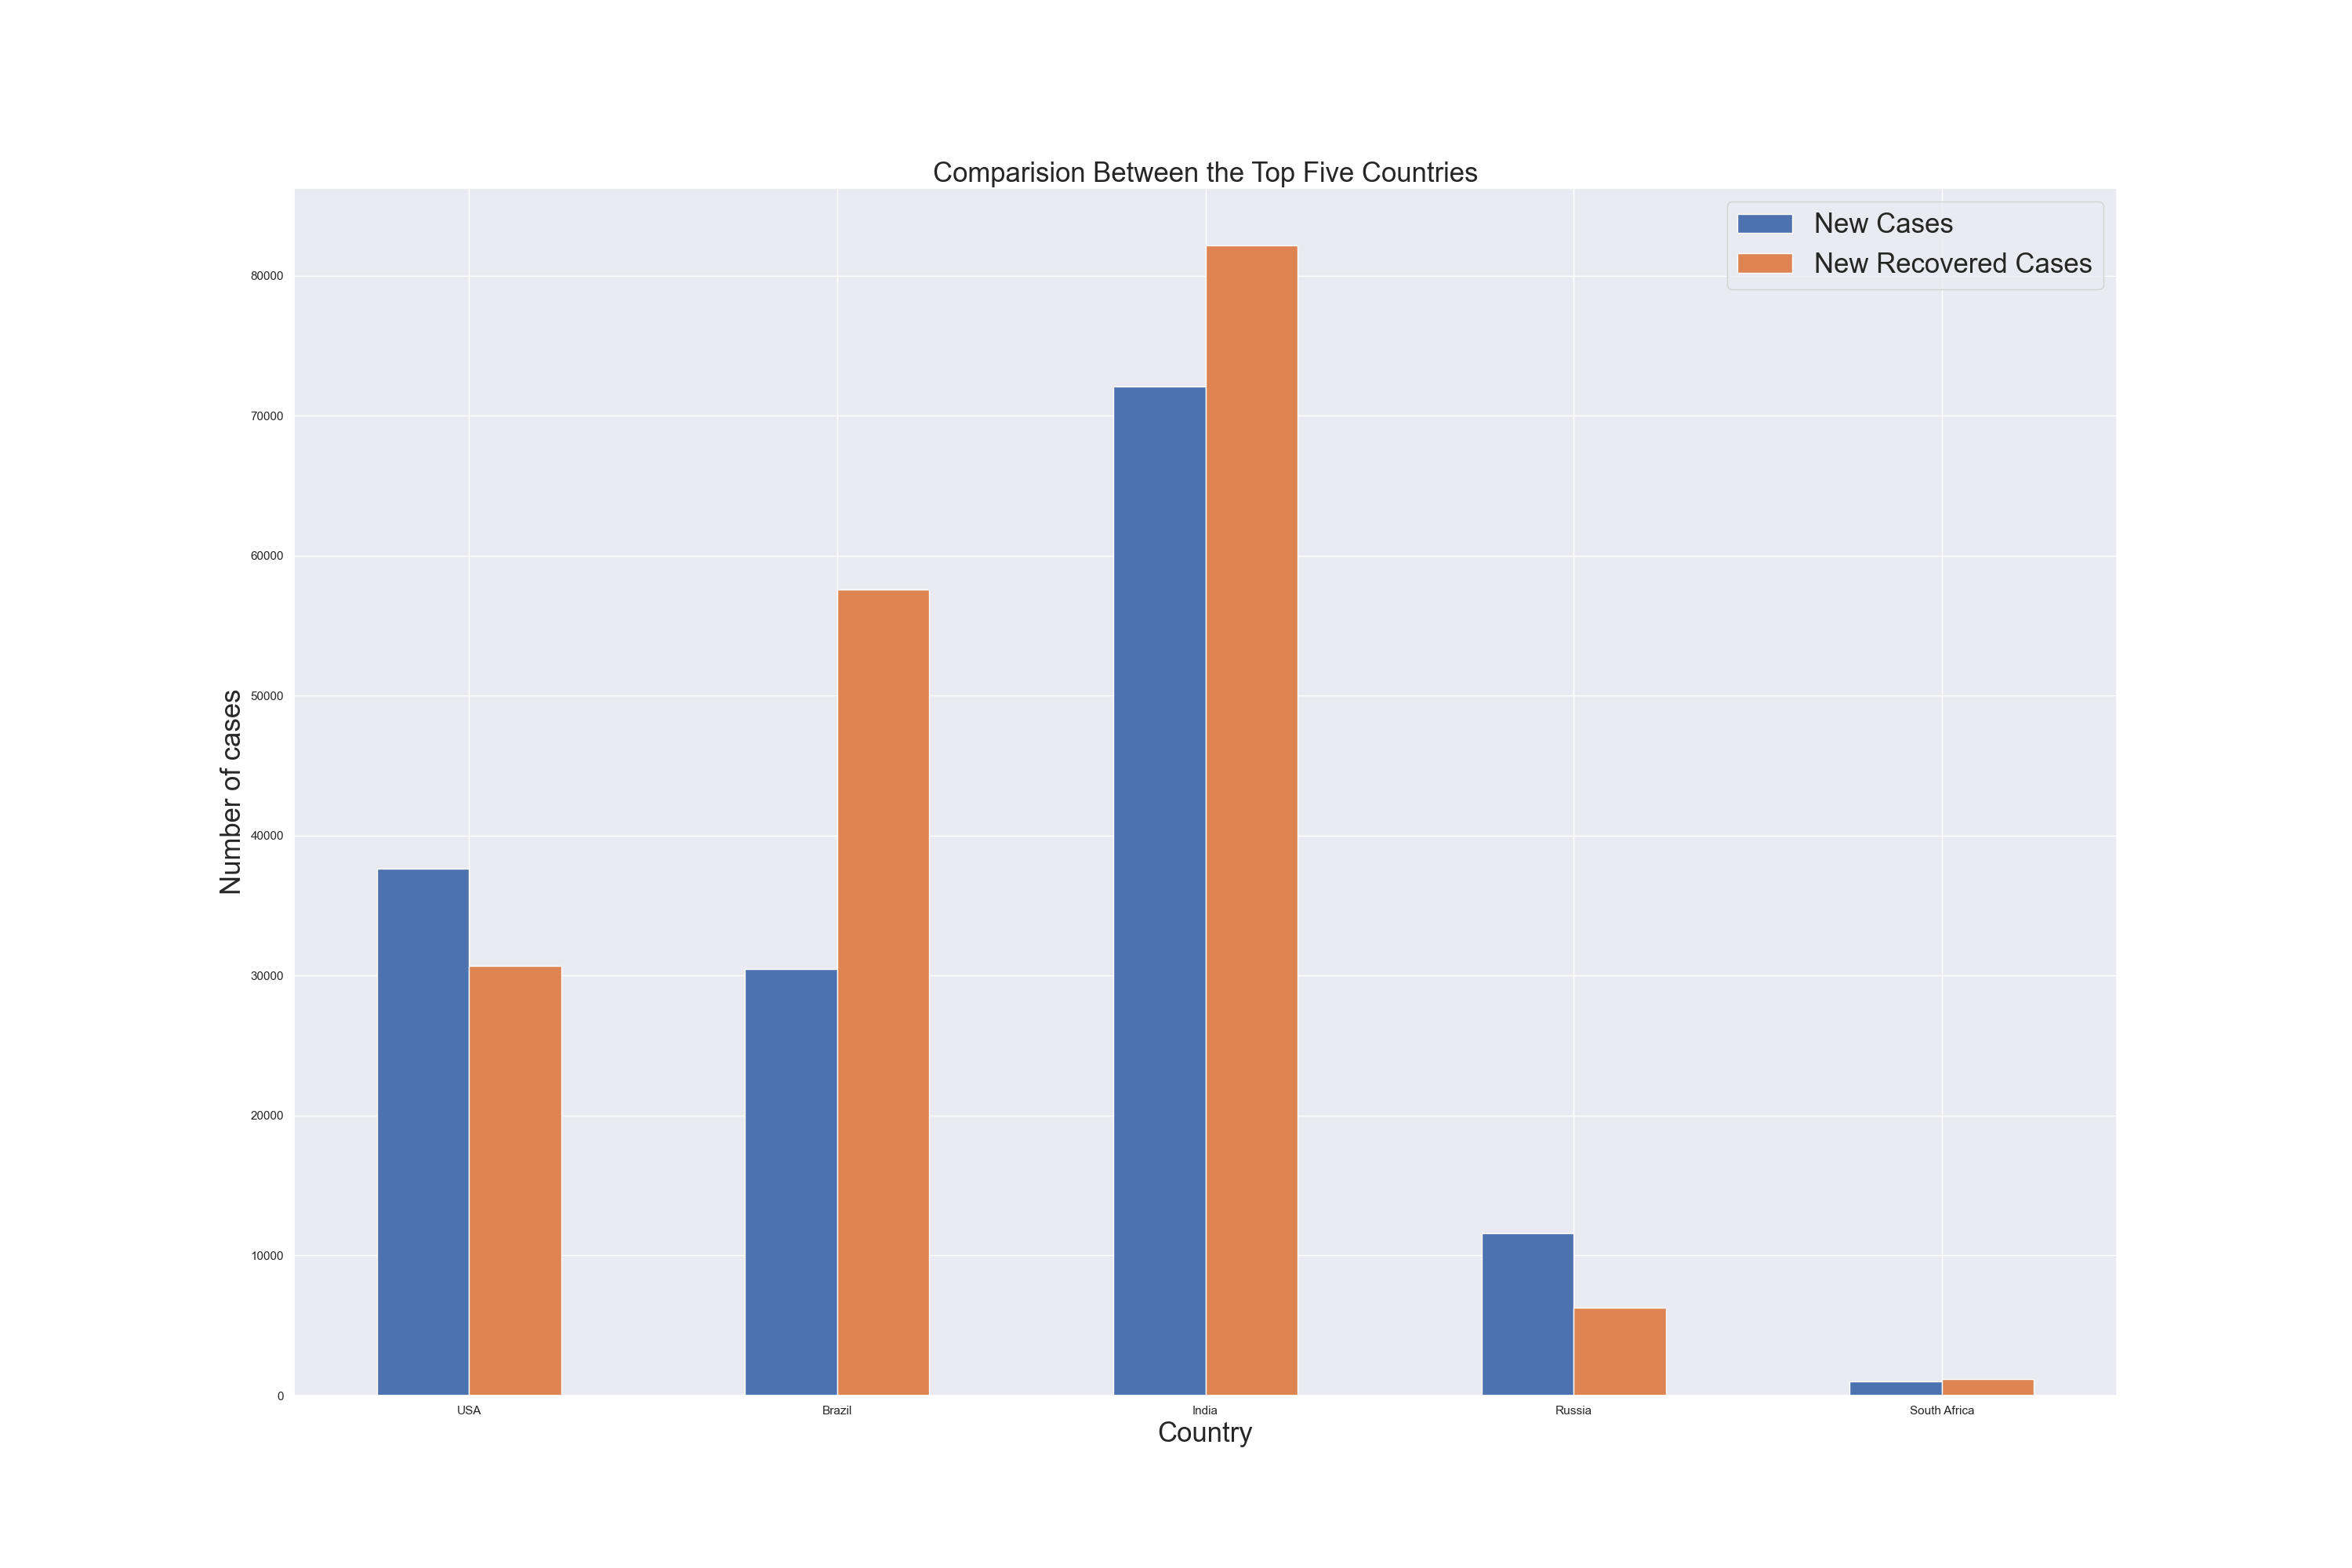 Comparision Between the Top Five Countries
New Cases
New Recovered Cases
80000
70000
60000
50000
40000
30000
20000
10000
0
Number of cases
USA
Brazil
India
Russia
South Africa
Country